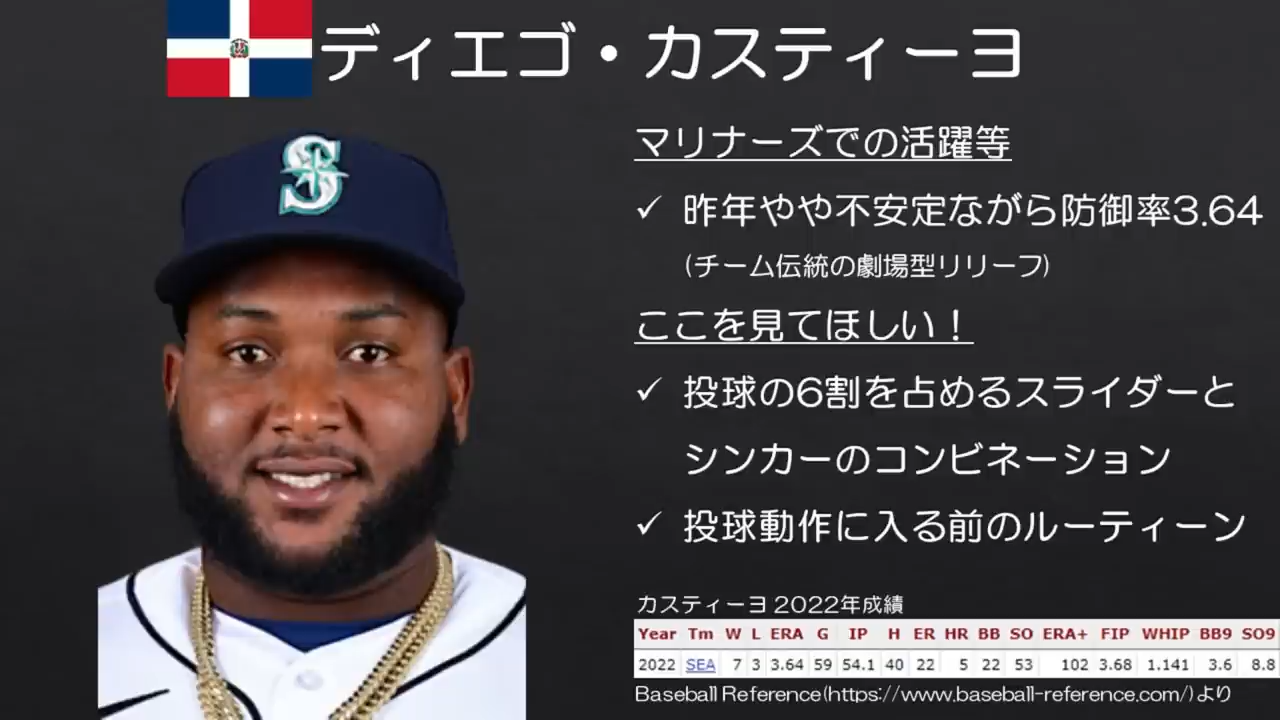 ディエゴ・カスティーヨ
S
マリナーズでの活躍等
✓ 昨年やや不安定ながら防御率3.64
(チーム伝統の劇場型リリーフ)
ここを見てほしい！
✓ 投球の6割を占めるスライダーと
シンカーのコンビネーション
✓ 投球動作に入る前のルーティーン
カスティーヨ 2022年成績
Year Tm W L ERA G IP H ER HR BB SO ERA+ FIP WHIP BB9 SO9
2022 SEA 7 3 3.64 59 54.1 40 22 5 22 53 102 3.68 1.141 3.6 8.8
Baseball Reference(https://www.baseball-reference.com/)より